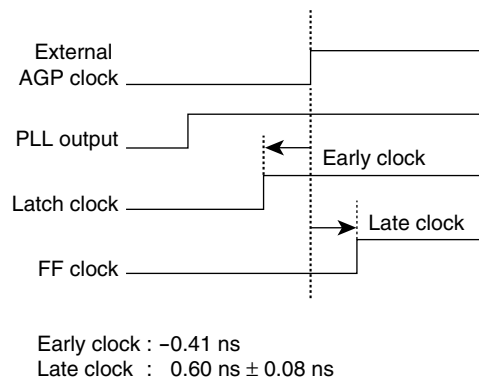 External
AGP clock
PLL output
Early clock
Latch clock
Late clock
FF clock
Early clock : −0.41 ns
Late clock : 0.60 ns ± 0.08 ns